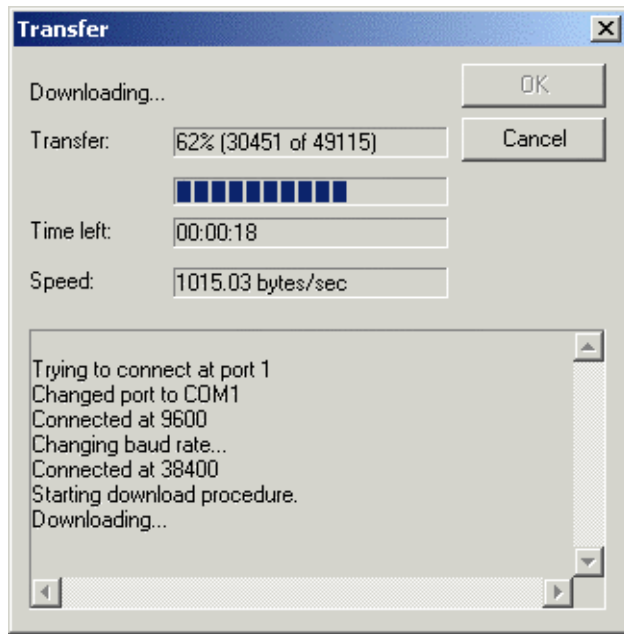 Transfer
Downloading...
OK
Transfer:
62% (30451 of 49115)
Cancel
Time left:
00:00:18
Speed:
1015.03 bytes/sec
Trying to connect at port 1
Changed port to COM1
Connected at 9600
Changing baud rate...
Connected at 38400
Starting download procedure.
Downloading...